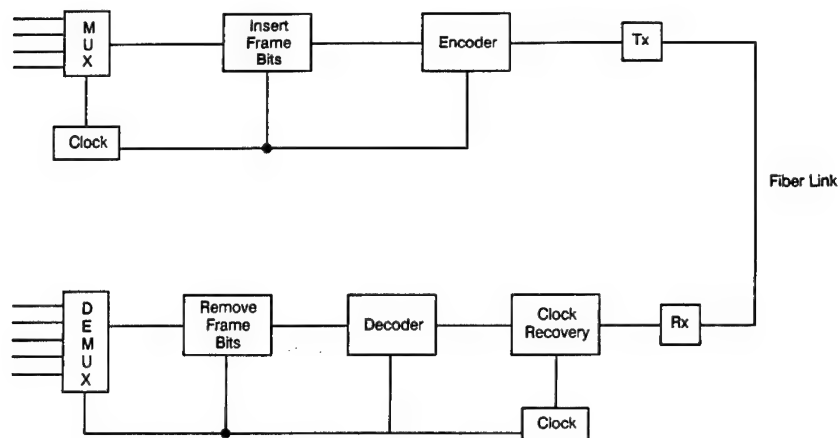 M
U
X
Insert
Frame
Bits
Encoder
Tx
Clock
Fiber Link
D
E
M
U
X
Remove
Frame
Bits
Decoder
Clock
Recovery
Rx
Clock